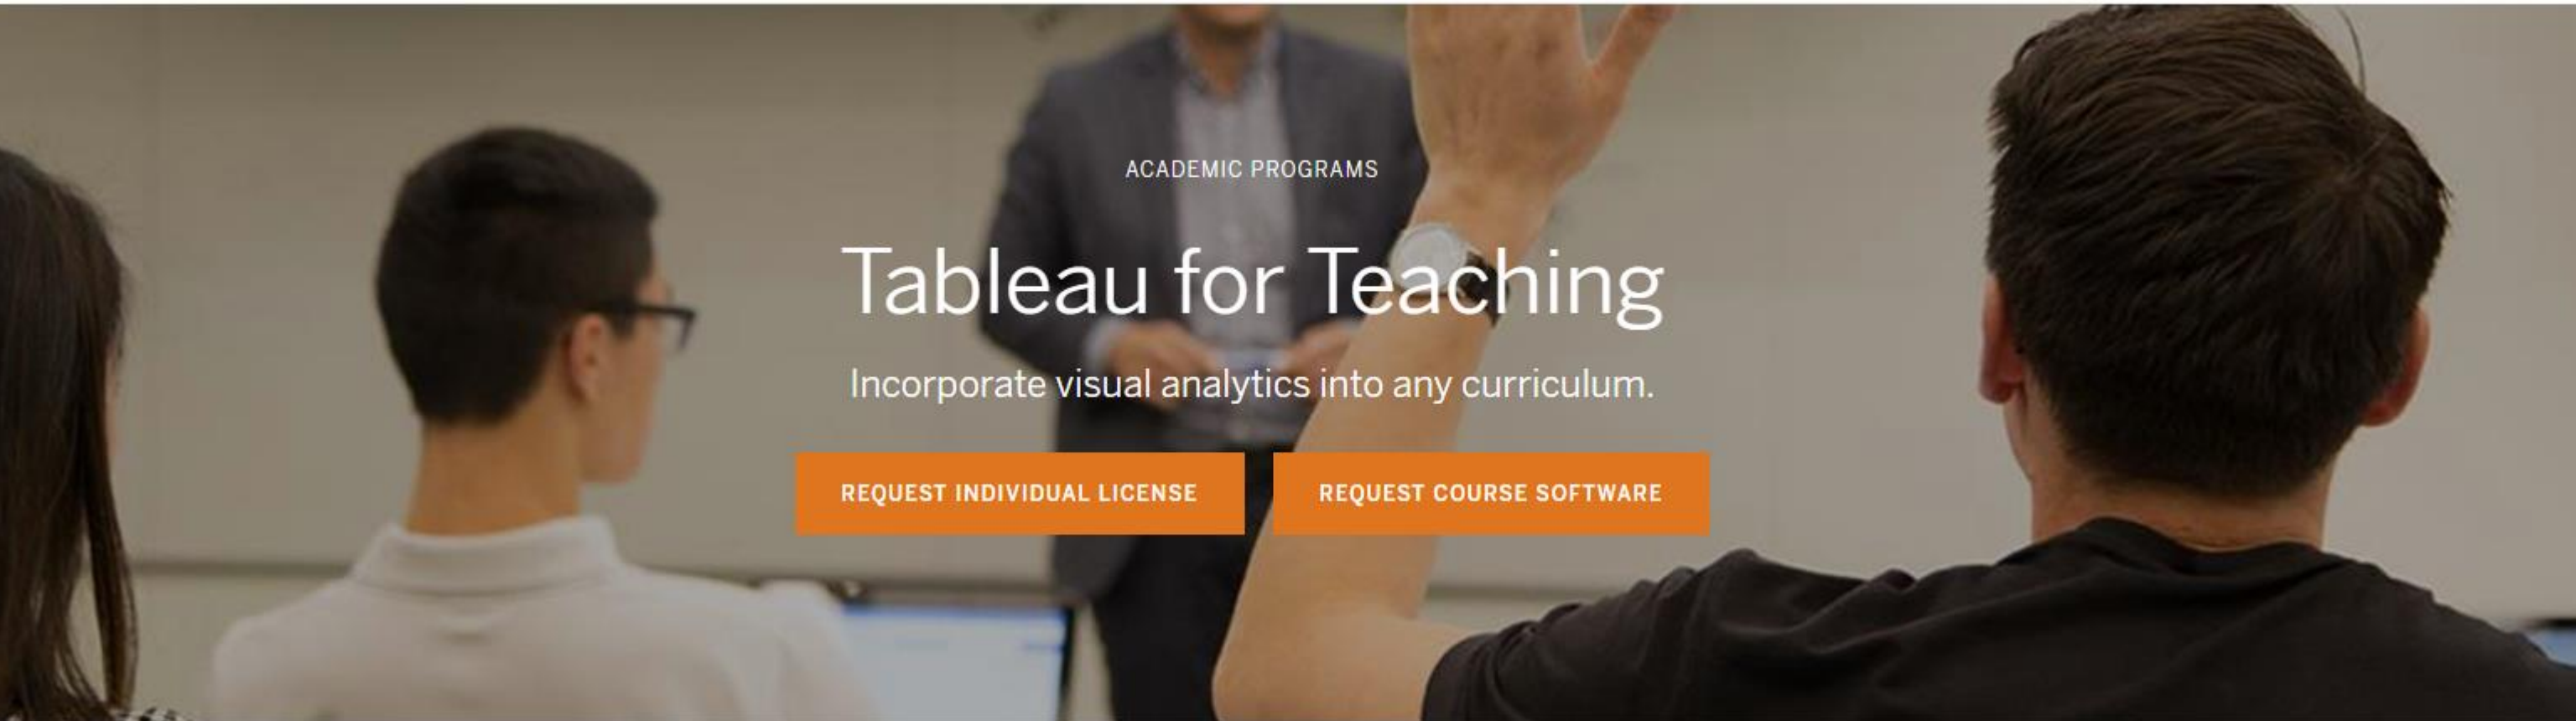 ACADEMIC PROGRAMS
Tableau for Teaching
Incorporate visual analytics into any curriculum.
REQUEST INDIVIDUAL LICENSE
REQUEST COURSE SOFTWARE